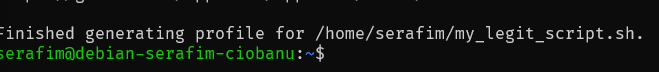 Finished generating profile for /home/serafim/my_legit_script.sh.
serafim@debian-serafim-ciobanu:~$